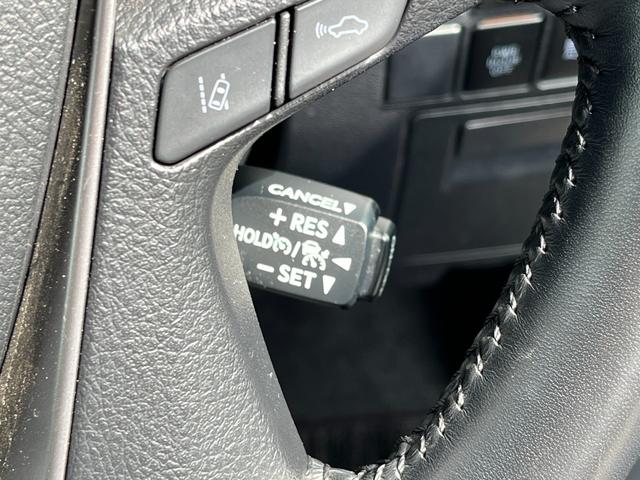 CANCEL▼
+ RES ▲
HOLD / ◀
− SET ▼